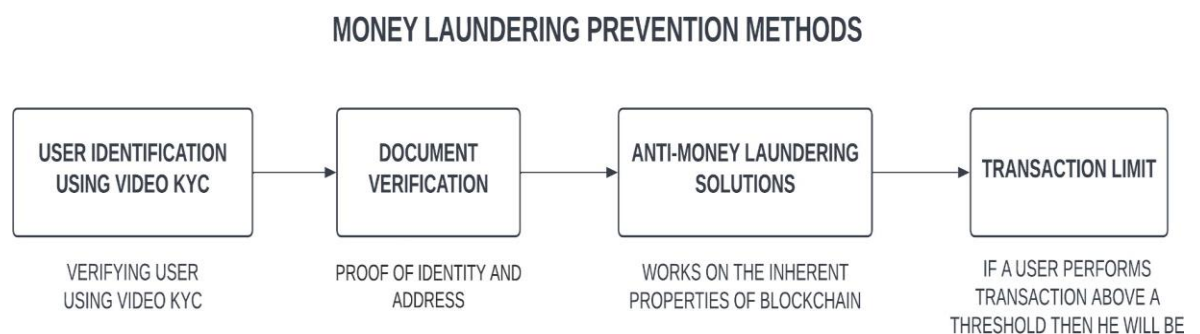 MONEY LAUNDERING PREVENTION METHODS
USER IDENTIFICATION
USING VIDEO KYC
VERIFYING USER
USING VIDEO KYC
DOCUMENT
VERIFICATION
PROOF OF IDENTITY AND
ADDRESS
ANTI-MONEY LAUNDERING
SOLUTIONS
WORKS ON THE INHERENT
PROPERTIES OF BLOCKCHAIN
TRANSACTION LIMIT
IF A USER PERFORMS
TRANSACTION ABOVE A
THRESHOLD THEN HE WILL BE